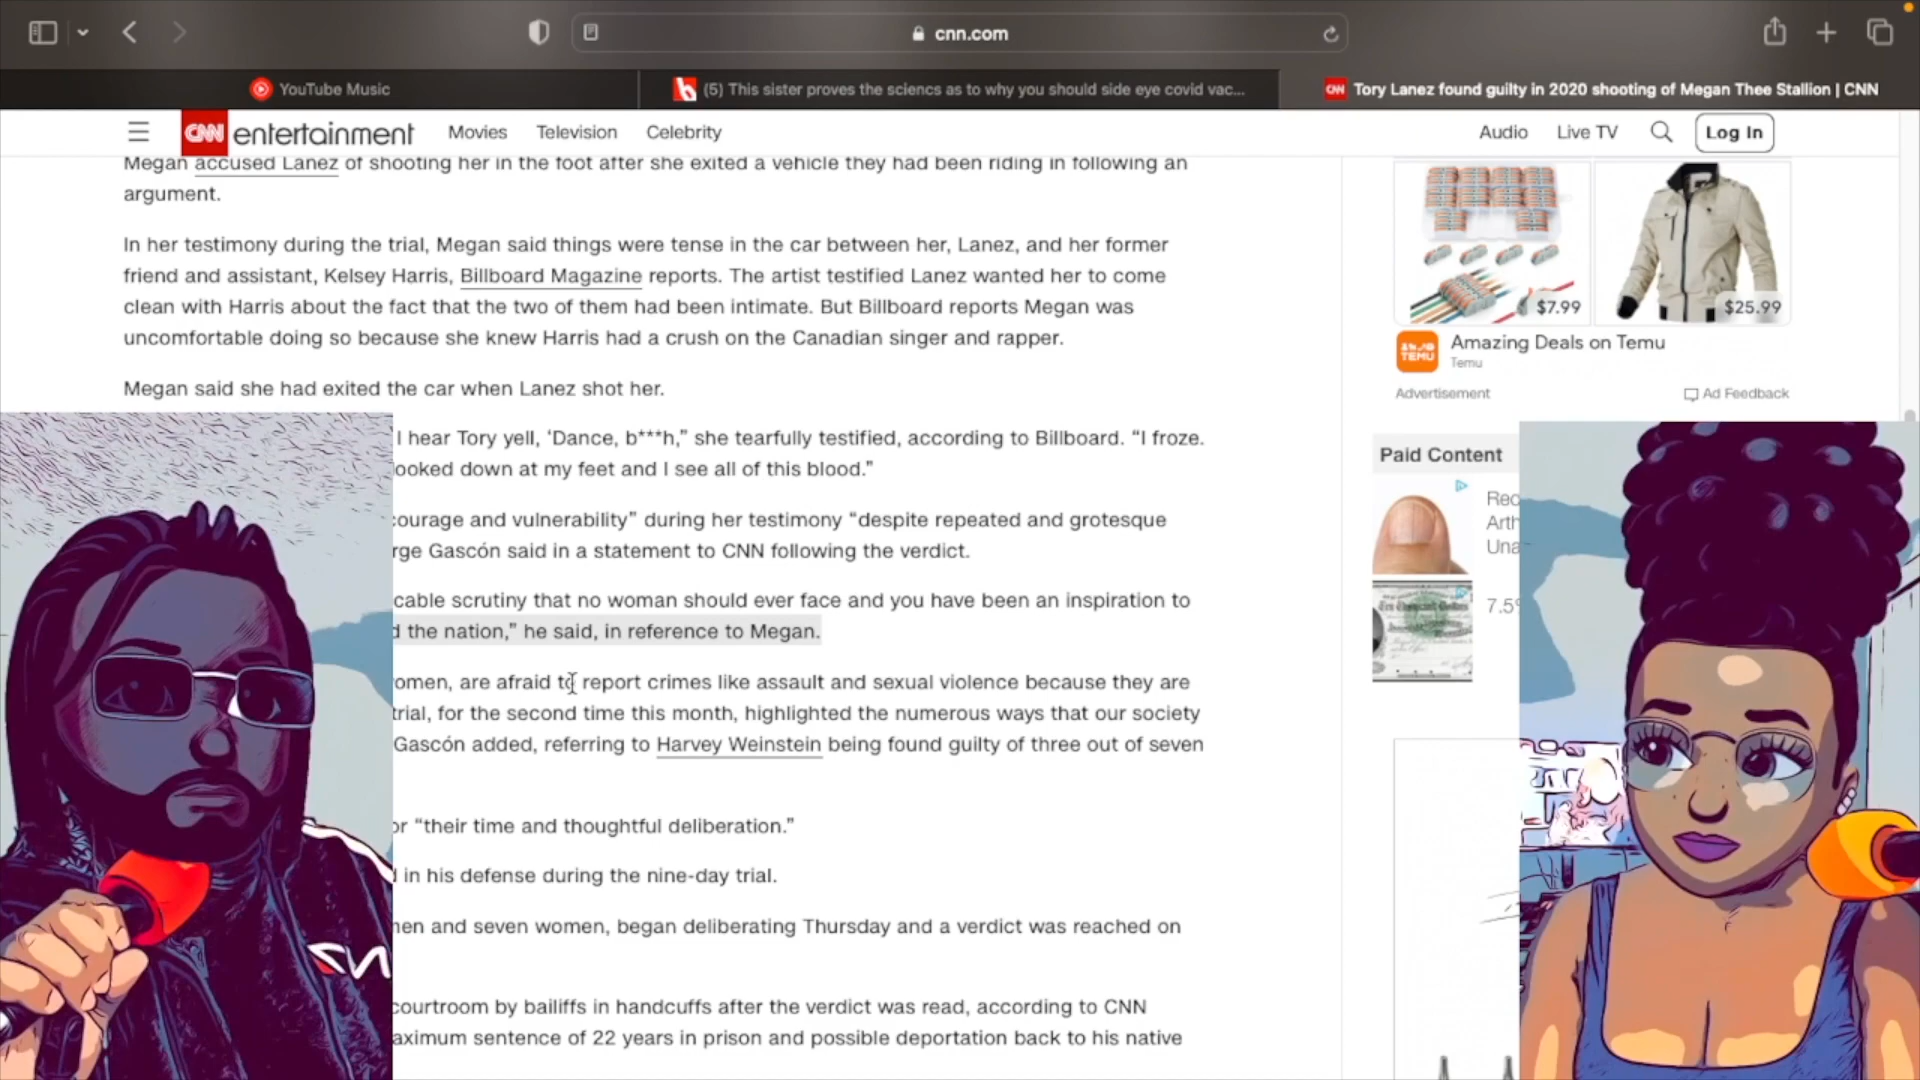 cnn.com
YouTube Music
(5) This sister proves the sciencs as to why you should side eye covid vac...
CNN Tory Lanez found guilty in 2020 shooting of Megan Thee Stallion | CNN
CNN entertainment Movies Television Celebrity
Audio Live TV Log In
Megan accused Lanez of shooting her in the foot after she exited a vehicle they had been riding in following an
argument.
In her testimony during the trial, Megan said things were tense in the car between her, Lanez, and her former
friend and assistant, Kelsey Harris, Billboard Magazine reports. The artist testified Lanez wanted her to come
clean with Harris about the fact that the two of them had been intimate. But Billboard reports Megan was
uncomfortable doing so because she knew Harris had a crush on the Canadian singer and rapper.
Megan said she had exited the car when Lanez shot her.
I hear Tory yell, ‘Dance, b***h,” she tearfully testified, according to Billboard. “I froze.
ooked down at my feet and I see all of this blood.”
courage and vulnerability” during her testimony “despite repeated and grotesque
rge Gascón said in a statement to CNN following the verdict.
cable scrutiny that no woman should ever face and you have been an inspiration to
d the nation,” he said, in reference to Megan.
omen, are afraid to report crimes like assault and sexual violence because they are
trial, for the second time this month, highlighted the numerous ways that our society
Gascón added, referring to Harvey Weinstein being found guilty of three out of seven
or “their time and thoughtful deliberation.”
d in his defense during the nine-day trial.
nen and seven women, began deliberating Thursday and a verdict was reached on
courtroom by bailiffs in handcuffs after the verdict was read, according to CNN
aximum sentence of 22 years in prison and possible deportation back to his native
$7.99
$25.99
TEMU
Amazing Deals on Temu
Temu
Advertisement
Ad Feedback
Paid Content
Rec
Arth
Una
7.5